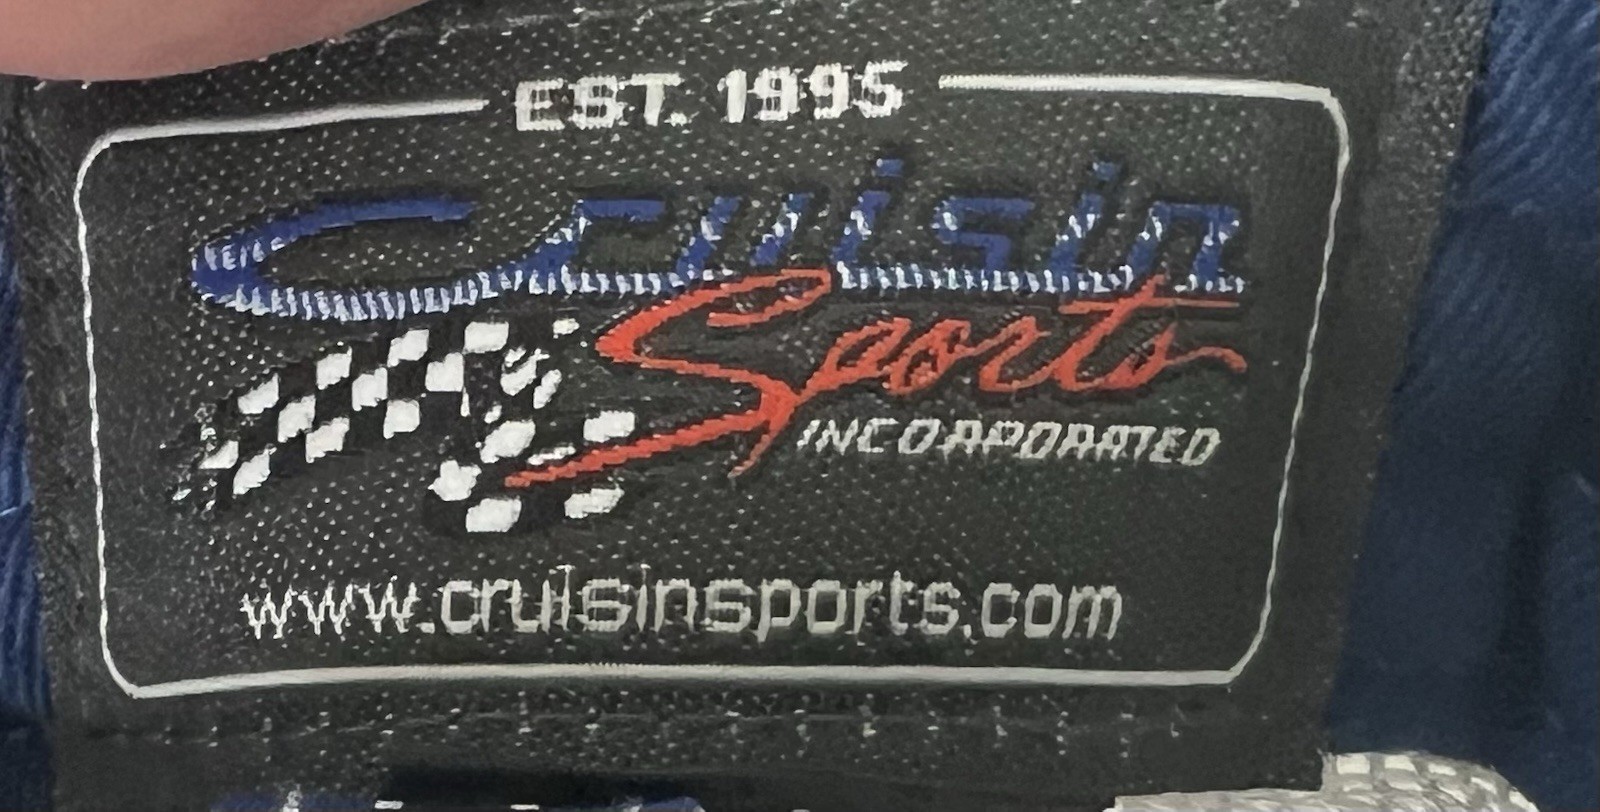 EST. 1995
Cruisin
Sports
INCORPORATED
www.cruisinsports.com